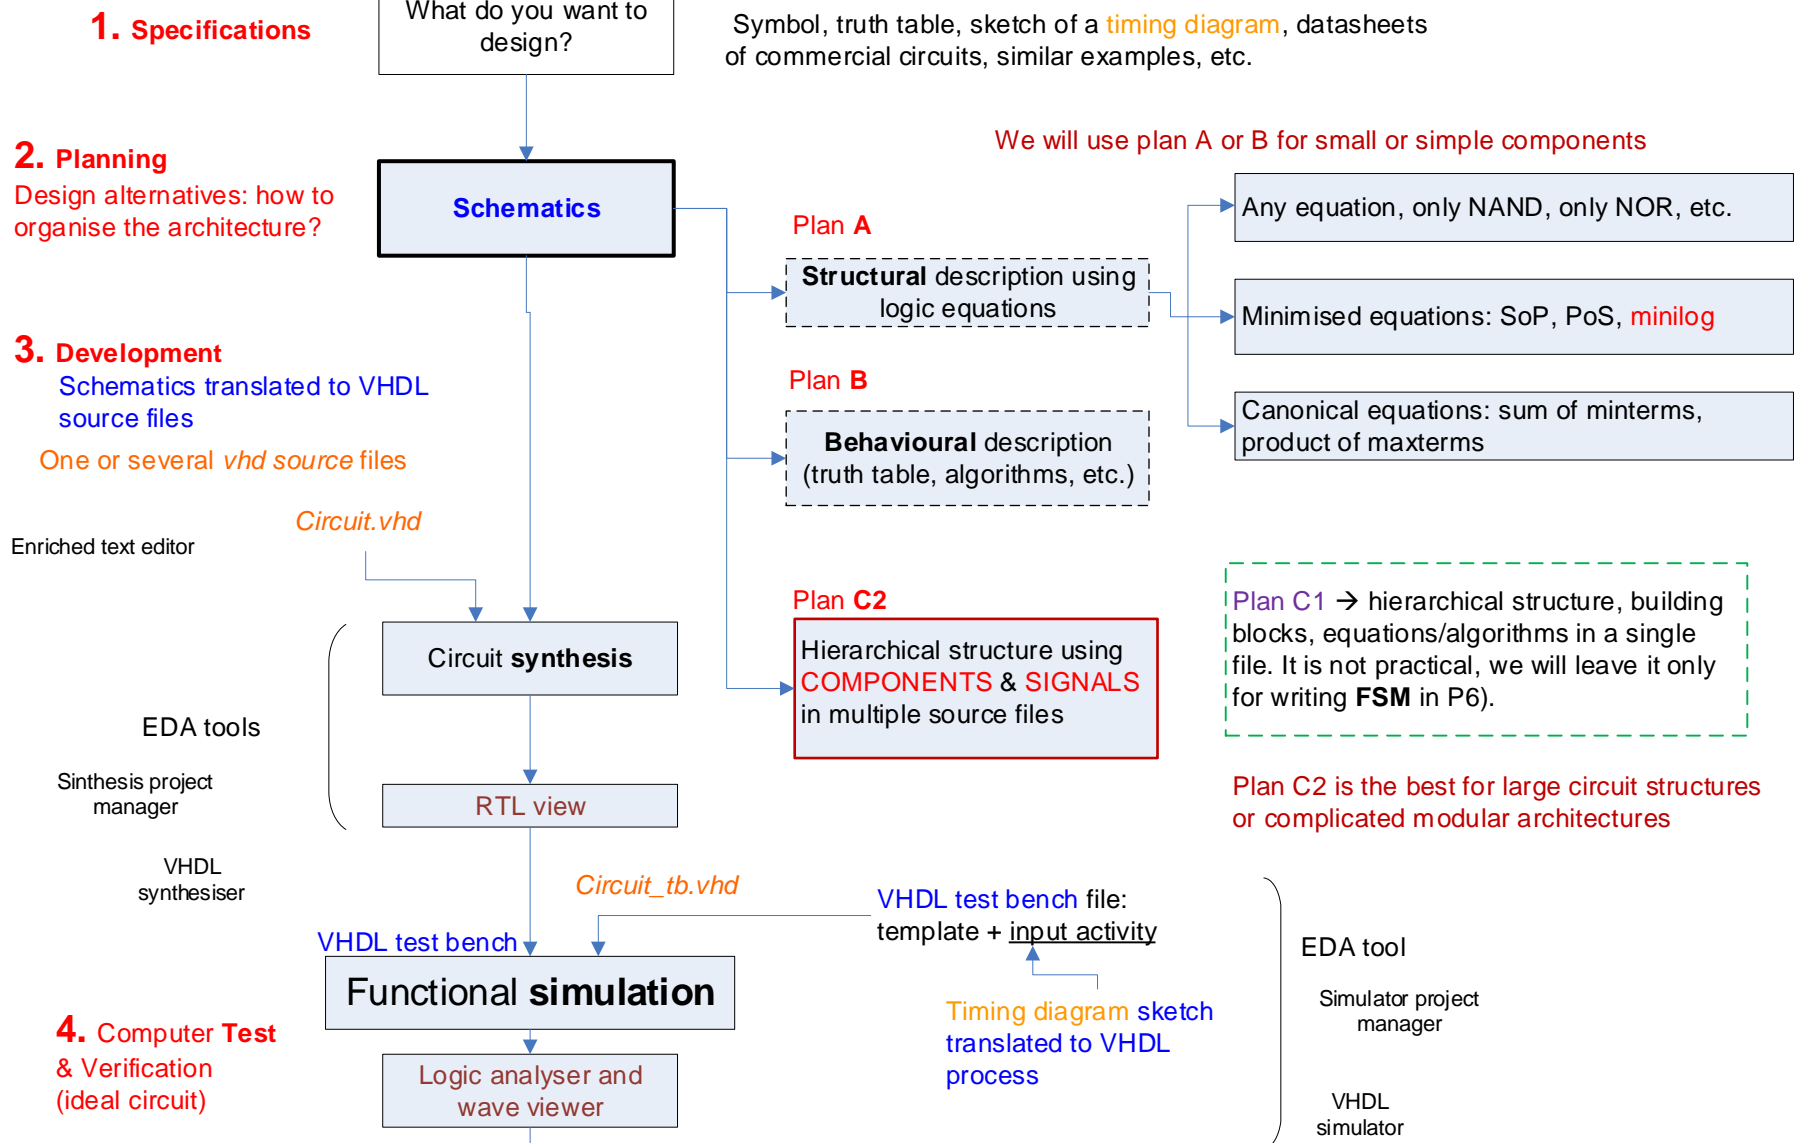 What do you want to
design?
1. Specifications
Symbol, truth table, sketch of a timing diagram, datasheets
of commercial circuits, similar examples, etc.
We will use plan A or B for small or simple components
2. Planning
Design alternatives: how to
organise the architecture?
Schematics
Plan A
Structural description using
logic equations
Any equation, only NAND, only NOR, etc.
Minimised equations: SoP, PoS, minilog
Canonical equations: sum of minterms,
product of maxterms
3. Development
Schematics translated to VHDL
source files
One or several vhd source files
Plan B
Behavioural description
(truth table, algorithms, etc.)
Circuit.vhd
Enriched text editor
Plan C2
Hierarchical structure using
COMPONENTS & SIGNALS
in multiple source files
Plan C1 → hierarchical structure, building
blocks, equations/algorithms in a single
file. It is not practical, we will leave it only
for writing FSM in P6).
Plan C2 is the best for large circuit structures
or complicated modular architectures
Circuit synthesis
EDA tools
Sinthesis project
manager
RTL view
VHDL
synthesiser
Circuit_tb.vhd
VHDL test bench file:
template + input activity
VHDL test bench
Functional simulation
Timing diagram sketch
translated to VHDL
process
EDA tool
Simulator project
manager
VHDL
simulator
4. Computer Test
& Verification
(ideal circuit)
Logic analyser and
wave viewer